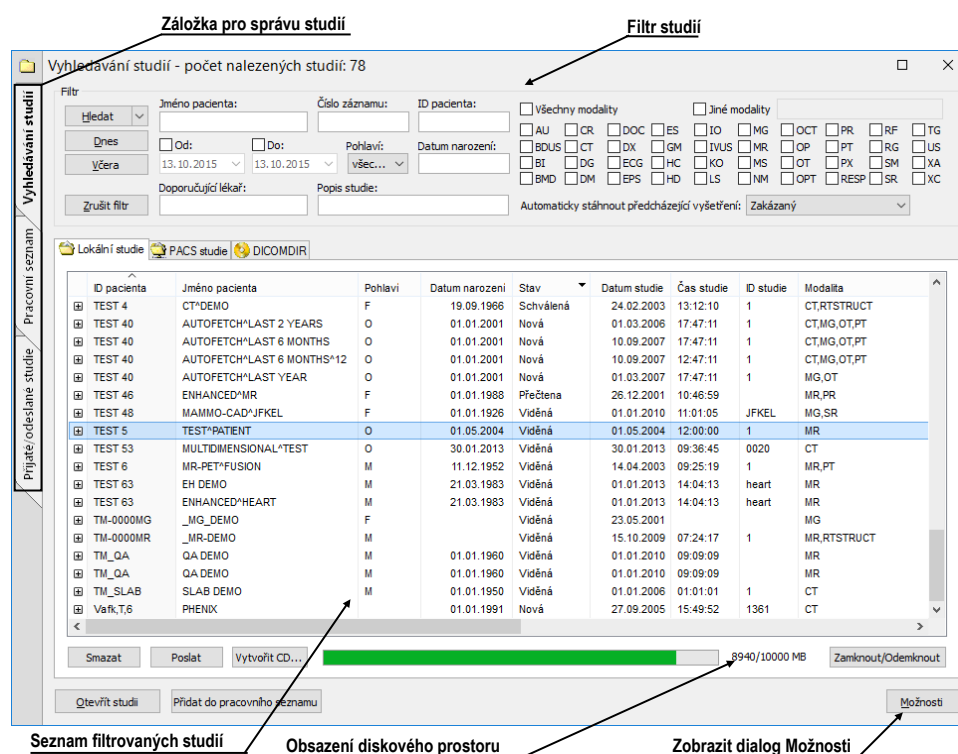 Záložka pro správu studií
Filtr studií
Vyhledávání studií - počet nalezených studií: 78
Vyhledávání studií
Pracovní seznam
Přijaté/odeslané studie
Filtr
Hledat
Dnes
Včera
Zrušit filtr
Jméno pacienta:
Číslo záznamu:
ID pacienta:
Od:
Do:
Pohlaví:
Datum narození:
13.10.2015
13.10.2015
všec...
Doporučující lékař:
Popis studie:
Všechny modality
Jiné modality
AU CR DOC ES IO MG OCT PR RF TG
BDUS CT DX GM IVUS MR OP PT RG US
BI DG ECG HC KO MS OT PX SM XA
BMD DM EPS HD LS NM OPT RESP SR XC
Automaticky stáhnout předcházející vyšetření: Zakázaný
Lokální studie PACS studie DICOMDIR
ID pacienta Jméno pacienta Pohlaví Datum narození Stav Datum studie Čas studie ID studie Modalita
TEST 4 CT^DEMO F 19.09.1966 Schválená 24.02.2003 13:12:10 1 CT,RTSTRUCT
TEST 40 AUTOFETCH^LAST 2 YEARS O 01.01.2001 Nová 01.03.2006 17:47:11 1 CT,MG,OT,PT
TEST 40 AUTOFETCH^LAST 6 MONTHS O 01.01.2001 Nová 10.09.2007 17:47:11 1 CT,MG,OT,PT
TEST 40 AUTOFETCH^LAST 6 MONTHS^12 O 01.01.2001 Nová 10.09.2007 12:47:11 1 CT,MG,OT,PT
TEST 40 AUTOFETCH^LAST YEAR O 01.01.2001 Nová 01.03.2007 17:47:11 1 MG,OT
TEST 46 ENHANCED^MR F 01.01.1988 Přečtena 26.12.2001 10:46:59 MR,PR
TEST 48 MAMMO-CAD^JFKEL F 01.01.1926 Viděná 01.01.2010 11:01:05 JFKEL MG,SR
TEST 5 TEST^PATIENT O 01.05.2004 Viděná 01.05.2004 12:00:00 1 MR
TEST 53 MULTIDIMENSIONAL^TEST O 30.01.2013 Viděná 30.01.2013 09:36:45 0020 CT
TEST 6 MR-PET^FUSION M 11.12.1952 Viděná 14.04.2003 09:25:19 1 MR,PT
TEST 63 EH DEMO M 21.03.1983 Viděná 01.01.2013 14:04:13 heart MR
TEST 63 ENHANCED^HEART M 21.03.1983 Viděná 01.01.2013 14:04:13 heart MR
TM-0000MG _MG_DEMO F Viděná 23.05.2001 MG
TM-0000MR _MR-DEMO M Viděná 15.10.2009 07:24:17 1 MR,RTSTRUCT
TM_QA QA DEMO M 01.01.1960 Viděná 01.01.2010 09:09:09 MR
TM_QA QA DEMO M 01.01.1960 Viděná 01.01.2010 09:09:09 MR
TM_SLAB SLAB DEMO M 01.01.1950 Viděná 01.01.2006 01:01:01 1 CT
Vafk,T,6 PHENIX 01.01.1991 Nová 27.09.2005 15:49:52 1361 CT
Smazat Poslat Vytvořit CD... 8940/10000 MB Zamknout/Odemknout
Otevřít studii Přidat do pracovního seznamu Možnosti
Seznam filtrovaných studií
Obsazení diskového prostoru
Zobrazit dialog Možnosti